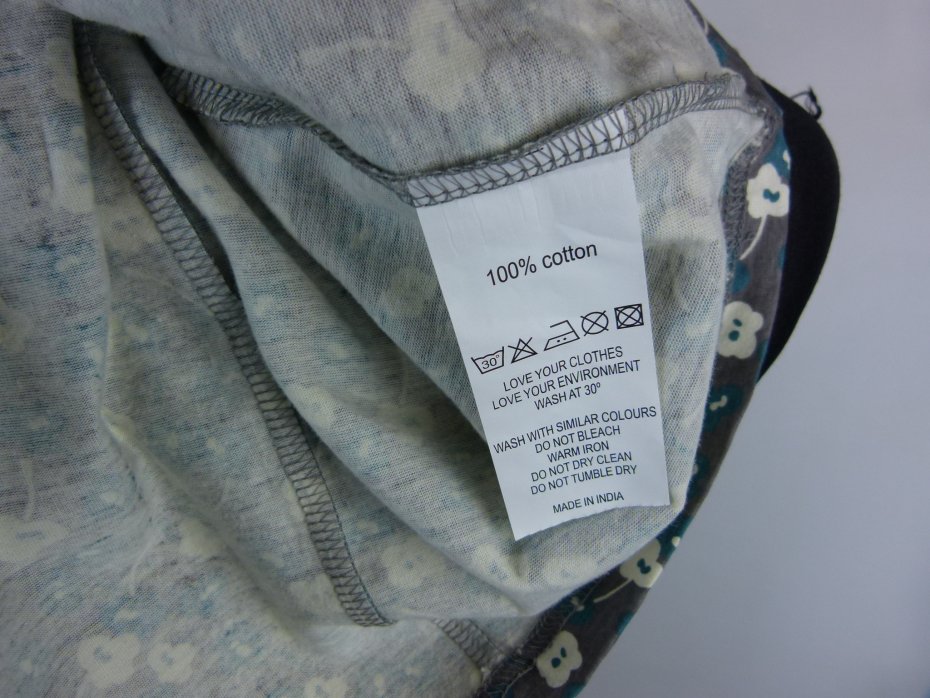 100% cotton
30°
LOVE YOUR CLOTHES
LOVE YOUR ENVIRONMENT
WASH AT 30º
WASH WITH SIMILAR COLOURS
DO NOT BLEACH
WARM IRON
DO NOT DRY CLEAN
DO NOT TUMBLE DRY
MADE IN INDIA